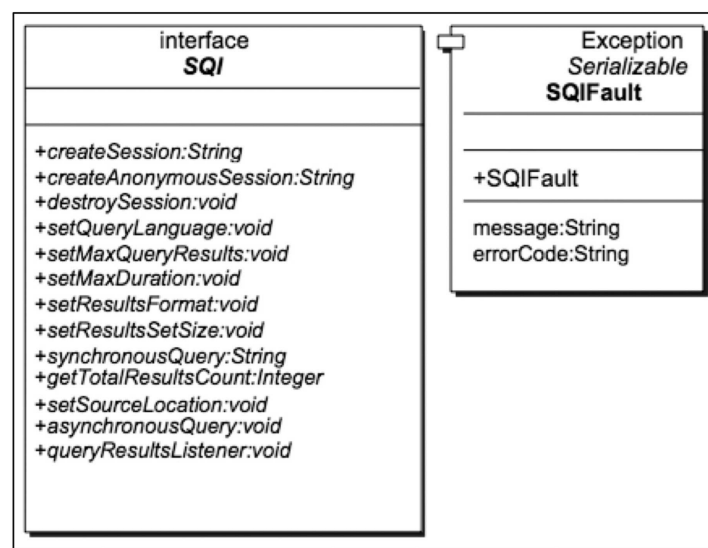 interface
SQI
+createSession:String
+createAnonymousSession:String
+destroySession:void
+setQueryLanguage:void
+setMaxQueryResults:void
+setMaxDuration:void
+setResultsFormat:void
+setResultsSetSize:void
+synchronousQuery:String
+getTotalResultsCount:Integer
+setSourceLocation:void
+asynchronousQuery:void
+queryResultsListener:void
Exception
Serializable
SQIFault
+SQIFault
message:String
errorCode:String